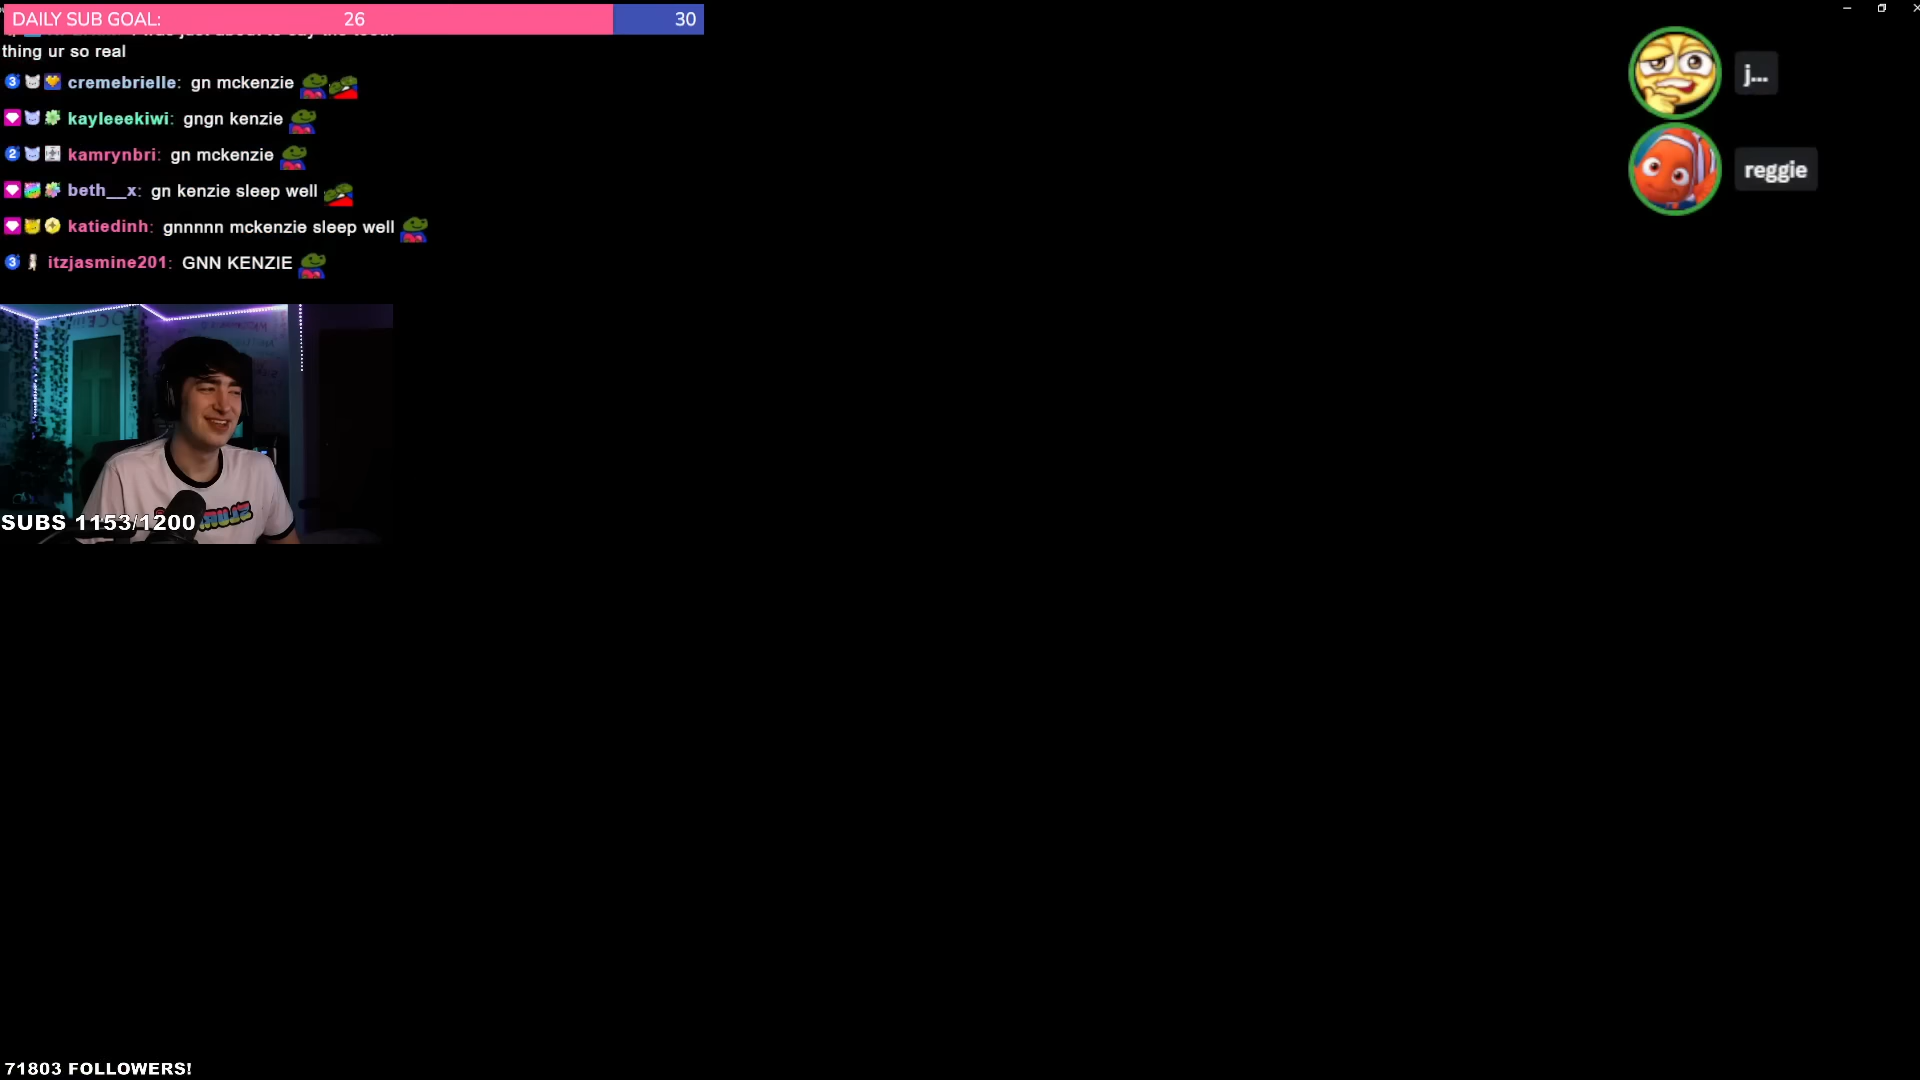 DAILY SUB GOAL: 26 30
thing ur so real
cremebrielle: gn mckenzie
kayleeekiwi: gngn kenzie
kamrynbri: gn mckenzie
beth__x: gn kenzie sleep well
katiedinh: gnnnnn mckenzie sleep well
itzjasmine201: GNN KENZIE
j...
reggie
SUBS 1153/1200
71803 FOLLOWERS!